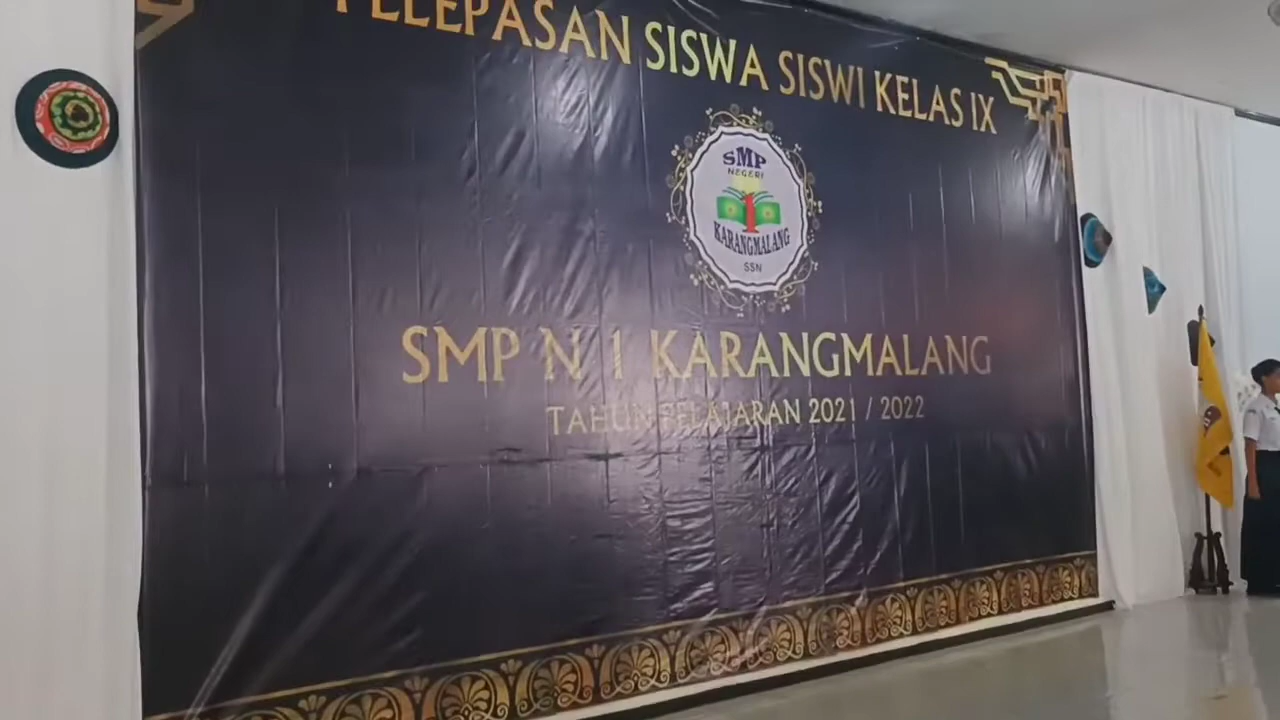 PELEPASAN SISWA SISWI KELAS IX
SMP
NEGERI
1
KARANGMALANG
SSN
SMP N 1 KARANGMALANG
TAHUN PELAJARAN 2021 / 2022